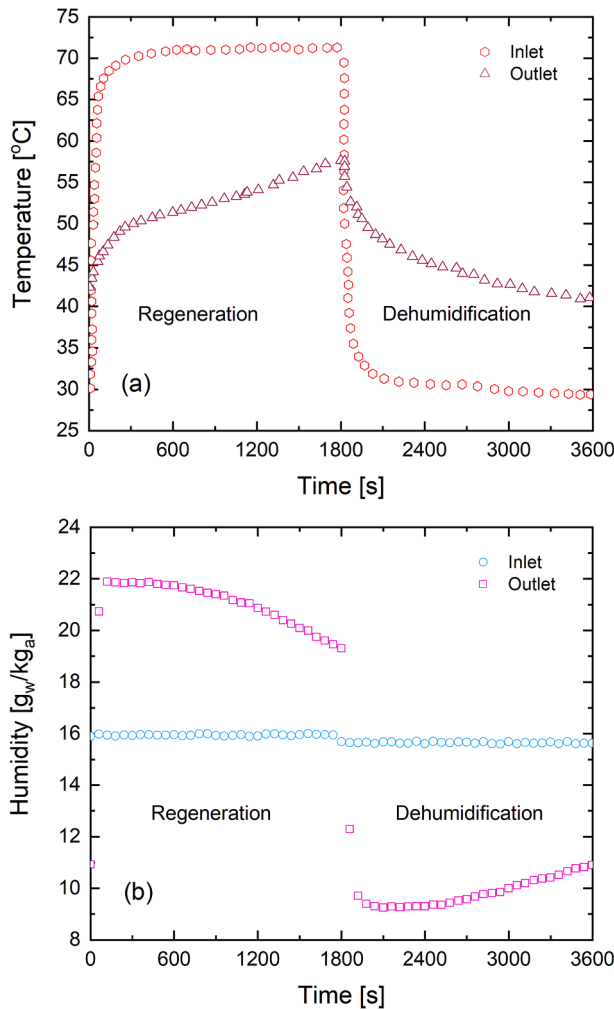 75
70
65
60
55
50
45
40
35
30
25
Temperature [°C]
Inlet
Outlet
Regeneration
Dehumidification
(a)
0
600
1200
1800
2400
3000
3600
Time [s]
24
22
20
18
16
14
12
10
8
Humidity [g_w/kg_a]
Inlet
Outlet
Regeneration
Dehumidification
(b)
0
600
1200
1800
2400
3000
3600
Time [s]